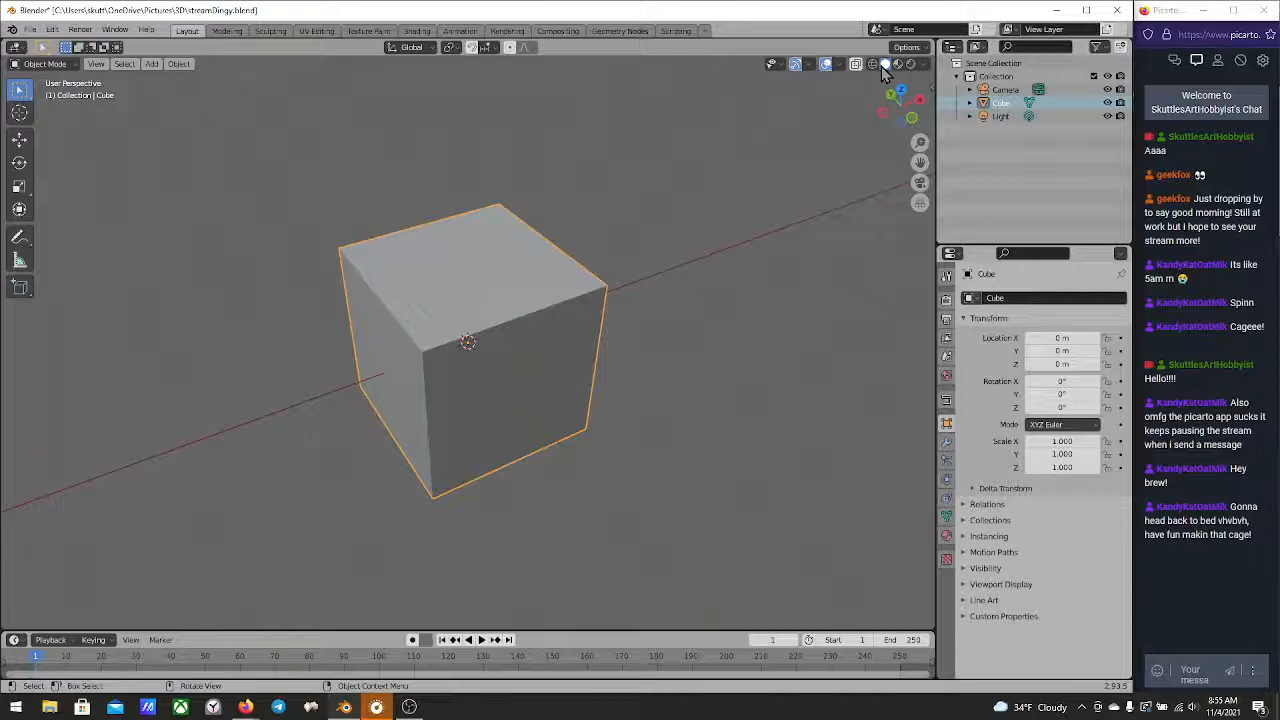 Blender* [C:\Users\skutt\OneDrive\Pictures\3D\streamDingy.blend]
File Edit Render Window Help Layout Modeling Sculpting UV Editing Texture Paint Shading Animation Rendering Compositing Geometry Nodes Scripting + Scene View Layer
Global Options
Object Mode View Select Add Object
User Perspective
(1) Collection | Cube
Z
Y
X
Scene Collection
Collection
Camera
Cube
Light
Cube
Cube
Transform
Location X 0 m
Y 0 m
Z 0 m
Rotation X 0°
Y 0°
Z 0°
Mode XYZ Euler
Scale X 1.000
Y 1.000
Z 1.000
Delta Transform
Relations
Collections
Instancing
Motion Paths
Visibility
Viewport Display
Line Art
Custom Properties
Playback Keying View Marker 1 Start 1 End 250
1 10 20 30 40 50 60 70 80 90 100 110 120 130 140 150 160 170 180 190 200 210 220 230 240 250
Select Box Select Rotate View Object Context Menu 2.93.5
Picarto...
https://www.picarto.
Welcome to
SkuttlesArtHobbyist's Chat
SkuttlesArtHobbyist
Aaaa
geekfox 👀
geekfox Just dropping by
to say good morning! Still at
work but I hope to see your
stream more!
KandyKatOatMilk Its like
5am rn 😢
KandyKatOatMilk Spinn
KandyKatOatMilk Cageee!
SkuttlesArtHobbyist
Hello!!!!
KandyKatOatMilk Also
omfg the picarto app sucks it
keeps pausing the stream
when i send a message
KandyKatOatMilk Hey
brew!
KandyKatOatMilk Gonna
head back to bed vhvbvh,
have fun makin that cage!
Your
messa
34°F Cloudy
8:55 AM
11/4/2021